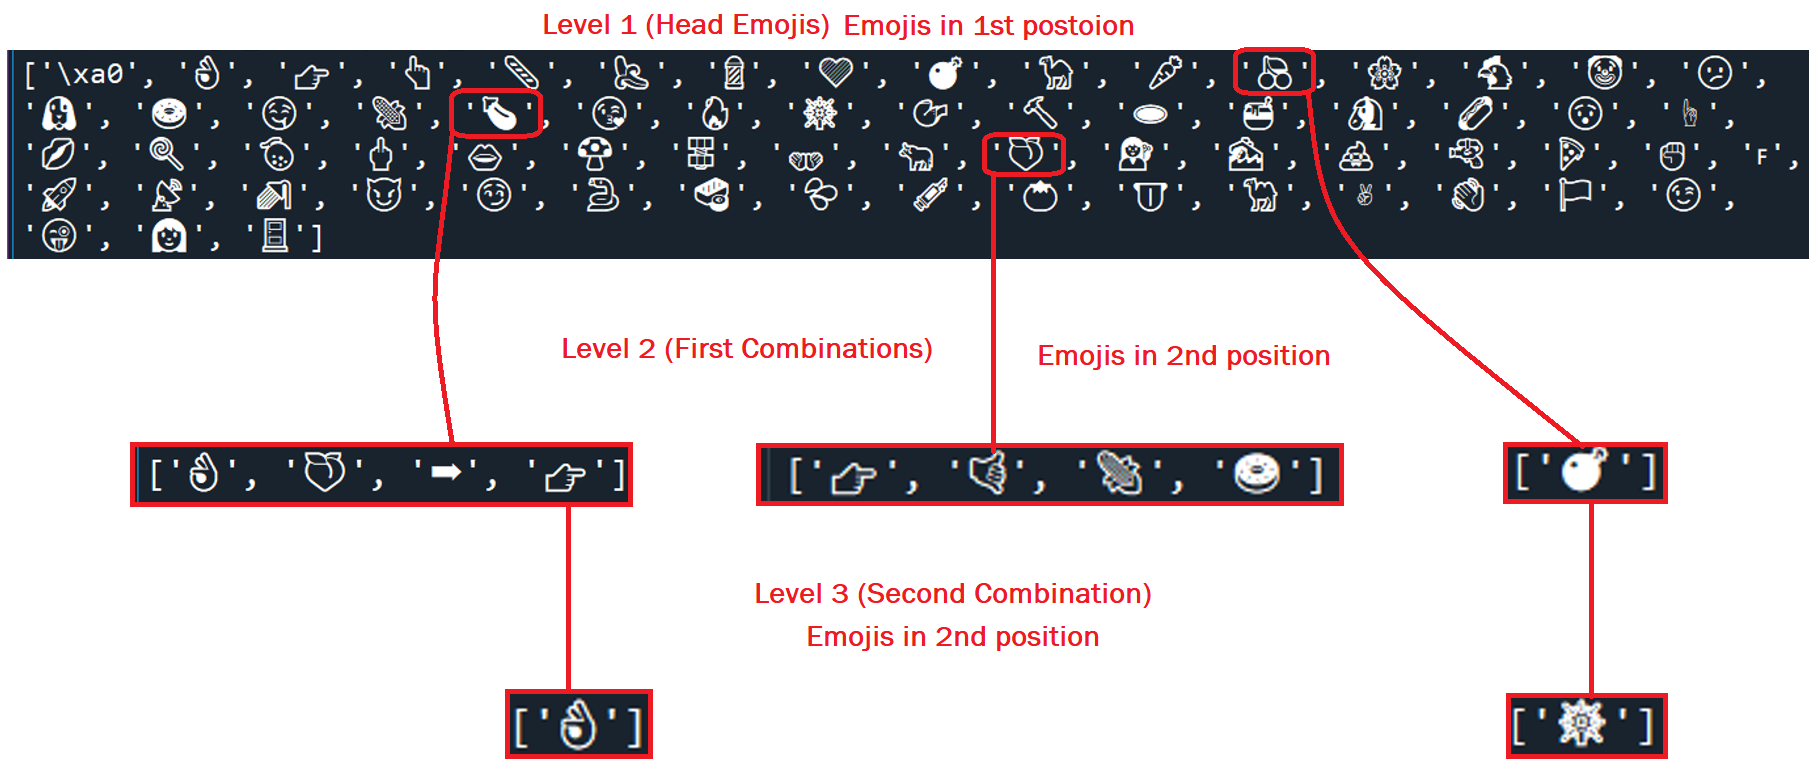 Level 1 (Head Emojis) Emojis in 1st postoion
['\xa0', '👌', '👉', '👆', '🥖', '🍌', '💈', '🖤', '💣', '🐪', '🥕', '🍒', '🌸', '🐔', '🤡', '😕',
'👩', '🍩', '🤤', '🌽', '🍆', '😘', '🔥', '🎆', '🍳', '🔨', '🕳', '🍯', '🐴', '🌭', '😯', '☝',
'💋', '🍭', '🖕', '👄', '🍄', '👐', '🐂', '🍑', '🍰', '💩', '🔫', '🍕', '✊', 'F',
'🚀', '📡', '🚿', '😈', '😏', '🐍', '🍣', '🥜', '💉', '🍅', '👅', '🐫', '✌', '👏', '🏳', '😉',
'😜', '👩', '🚪']
Level 2 (First Combinations)
Emojis in 2nd position
['👌', '🍑', '➡', '👉']
['👉', '🤙', '🌽', '🍩']
['💣']
Level 3 (Second Combination)
Emojis in 2nd position
['👌']
['🎆']